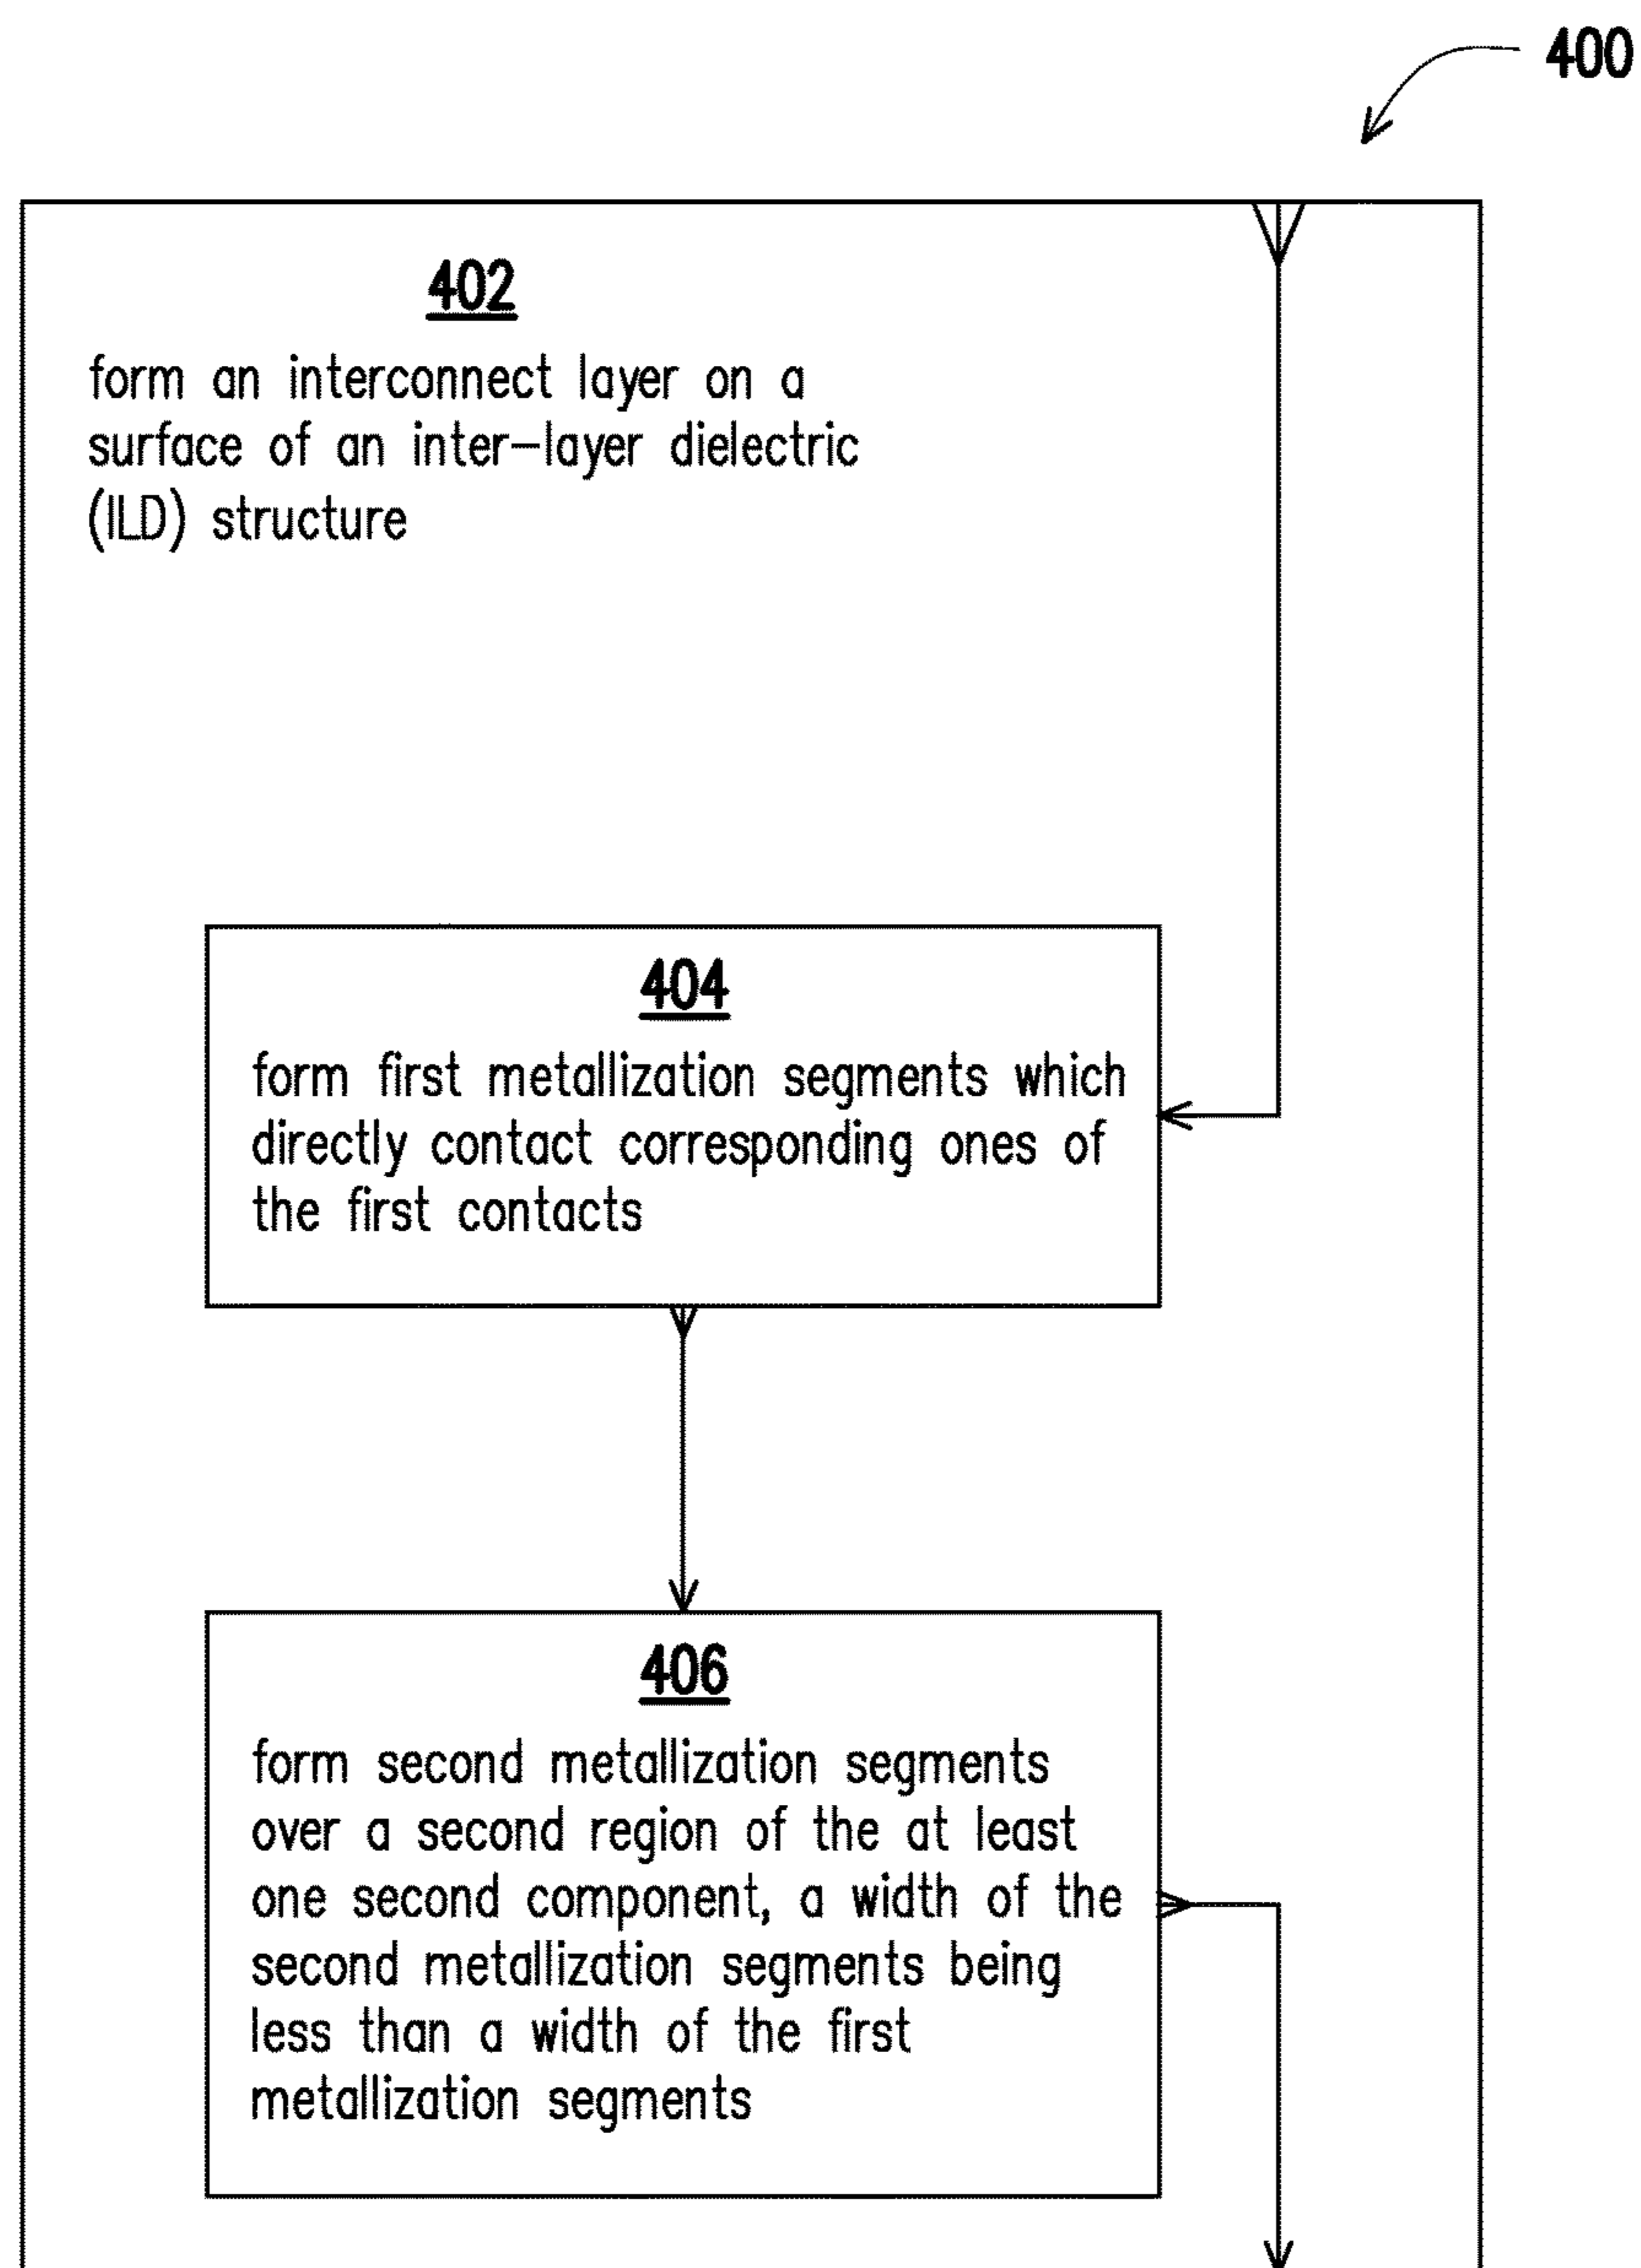 400
402
form an interconnect layer on a
surface of an inter-layer dielectric
(ILD) structure
404
form first metallization segments which
directly contact corresponding ones of
the first contacts
406
form second metallization segments
over a second region of the at least
one second component, a width of the
second metallization segments being
less than a width of the first
metallization segments